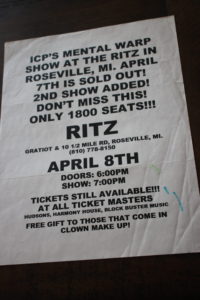 ICP'S MENTAL WARP
SHOW AT THE RITZ IN
ROSEVILLE, MI. APRIL
7TH IS SOLD OUT!
2ND SHOW ADDED!
DON'T MISS THIS!
ONLY 1800 SEATS!!!
RITZ
GRATIOT & 10 1/2 MILE RD, ROSEVILLE, MI.
(810) 778-8150
APRIL 8TH
DOORS: 6:00PM
SHOW: 7:00PM
TICKETS STILL AVAILABLE!!!
AT ALL TICKET MASTERS
HUDSONS, HARMONY HOUSE, BLOCK BUSTER MUSIC
FREE GIFT TO THOSE THAT COME IN
CLOWN MAKE UP!